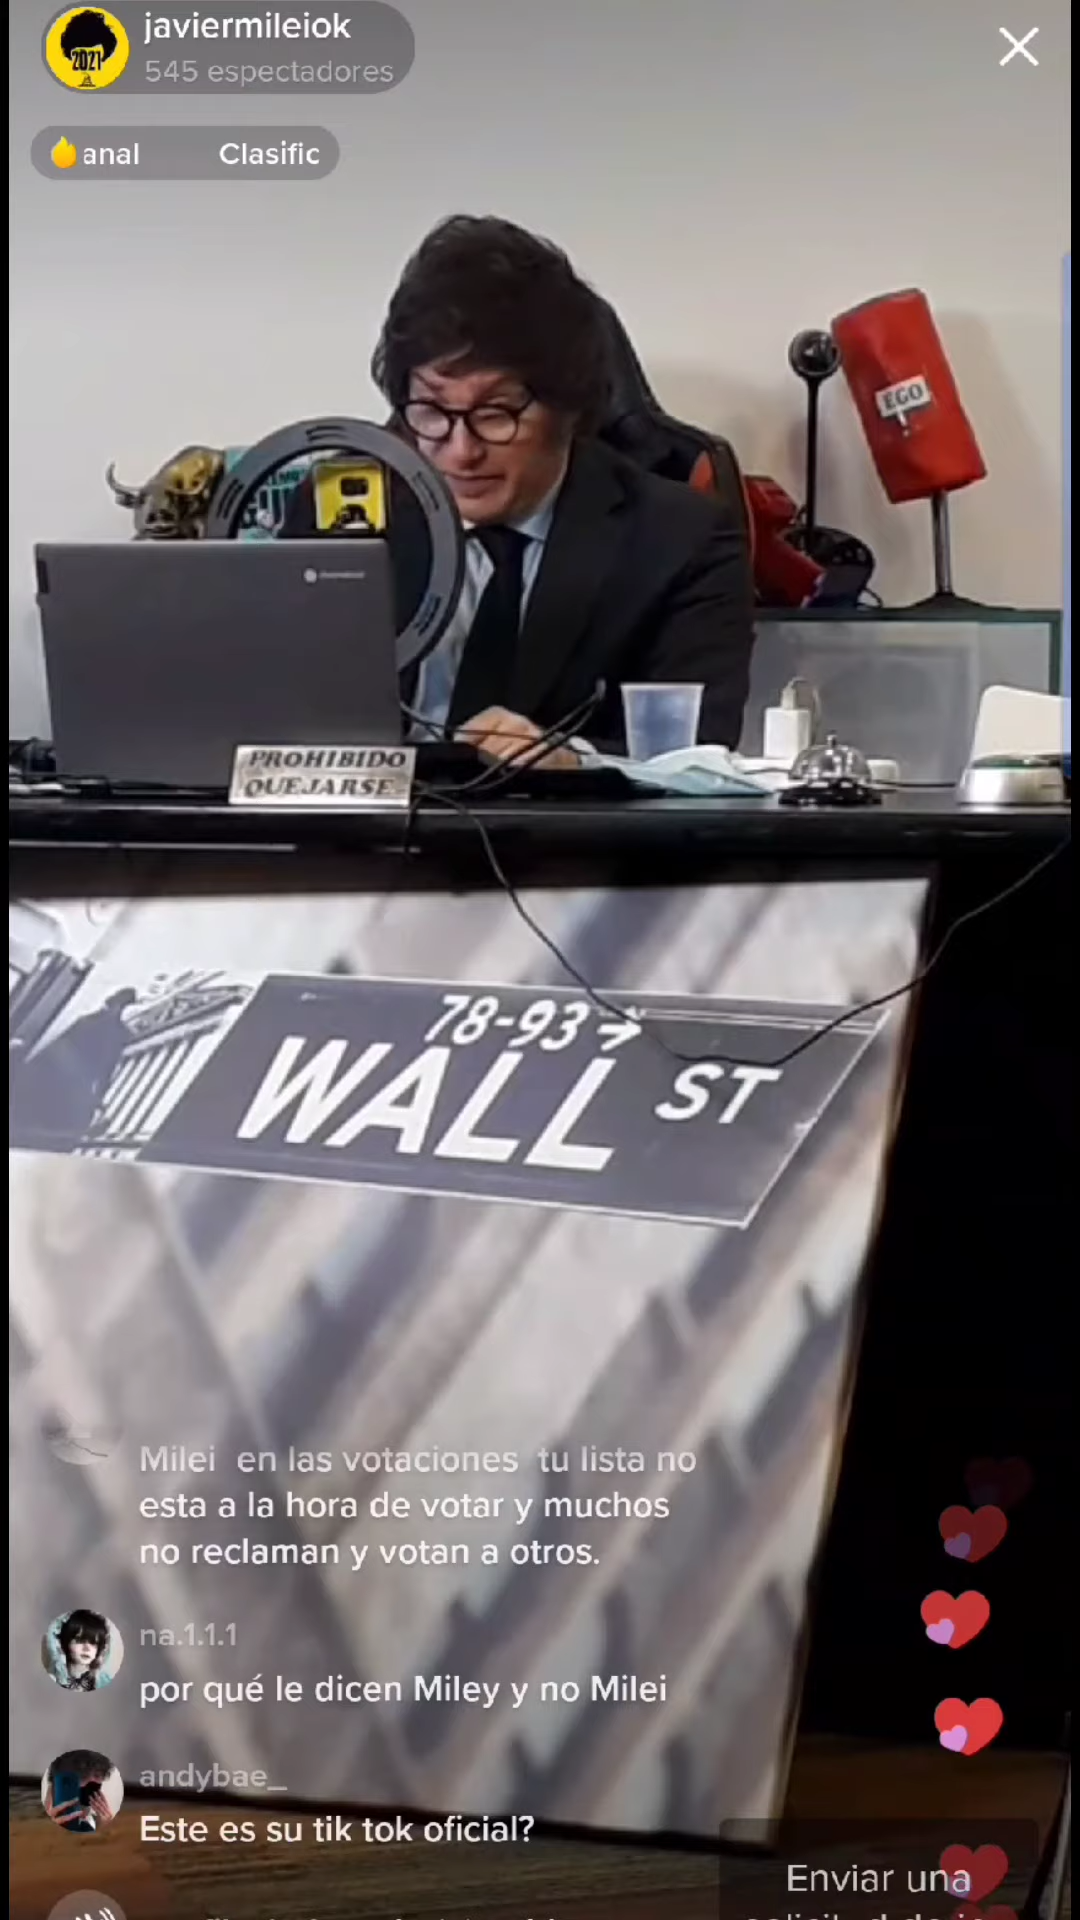 javiermileiok
545 espectadores
anal Clasific
2021
EGO
PROHIBIDO
QUEJARSE
78-93
WALL ST
Milei en las votaciones tu lista no
esta a la hora de votar y muchos
no reclaman y votan a otros.
na.1.1.1
por qué le dicen Miley y no Milei
andybae_
Este es su tik tok oficial?
Enviar una